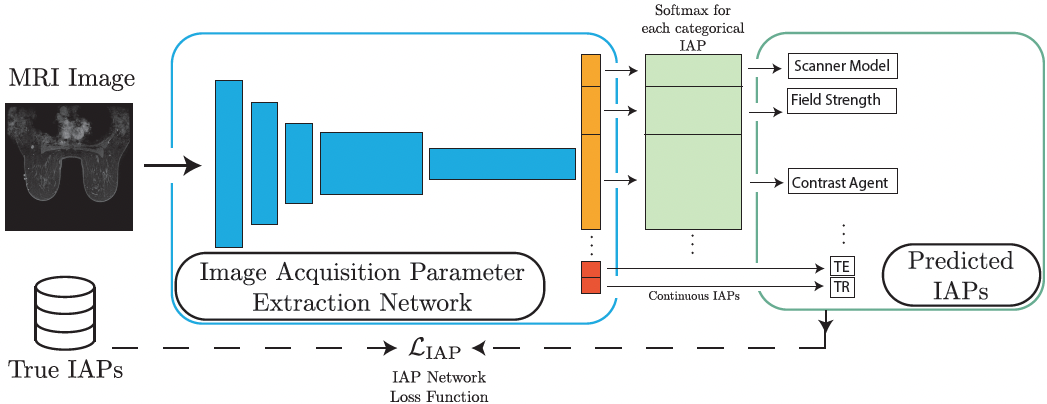 Softmax for
each categorical
IAP
MRI Image
Scanner Model
Field Strength
Contrast Agent
TE
TR
Continuous IAPs
Image Acquisition Parameter
Extraction Network
Predicted
IAPs
True IAPs
ℒIAP
IAP Network
Loss Function